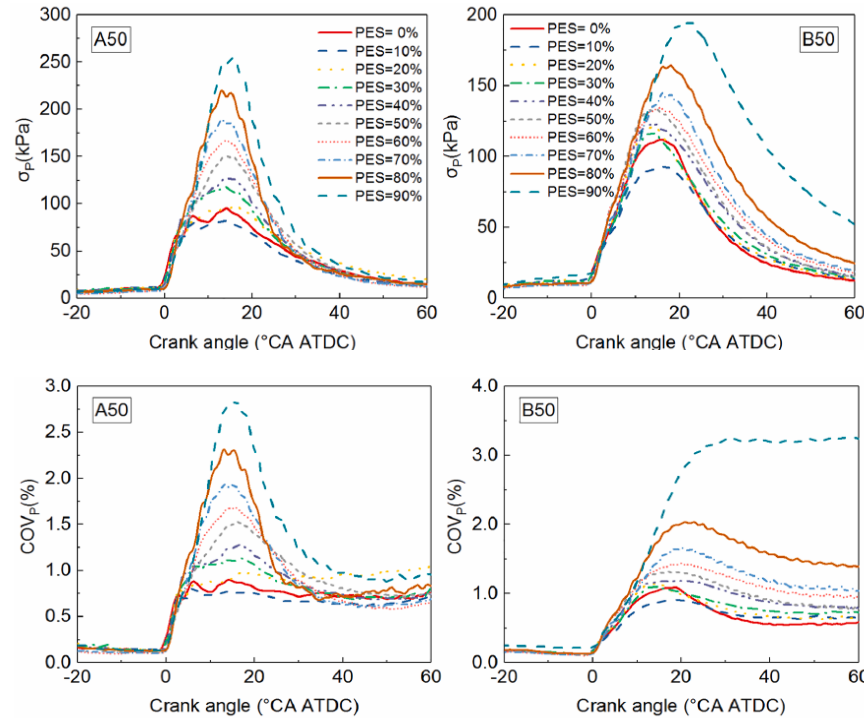 A50
PES= 0%
PES=10%
PES=20%
PES=30%
PES=40%
PES=50%
PES=60%
PES=70%
PES=80%
PES=90%
300
250
200
150
100
50
0
σP(kPa)
-20 0 20 40 60
Crank angle (°CA ATDC)
B50
PES= 0%
PES=10%
PES=20%
PES=30%
PES=40%
PES=50%
PES=60%
PES=70%
PES=80%
PES=90%
200
150
100
50
0
σP(kPa)
-20 0 20 40 60
Crank angle (°CA ATDC)
A50
3.0
2.5
2.0
1.5
1.0
0.5
0.0
COVP(%)
-20 0 20 40 60
Crank angle (°CA ATDC)
B50
4.0
3.0
2.0
1.0
0.0
COVP(%)
-20 0 20 40 60
Crank angle (°CA ATDC)